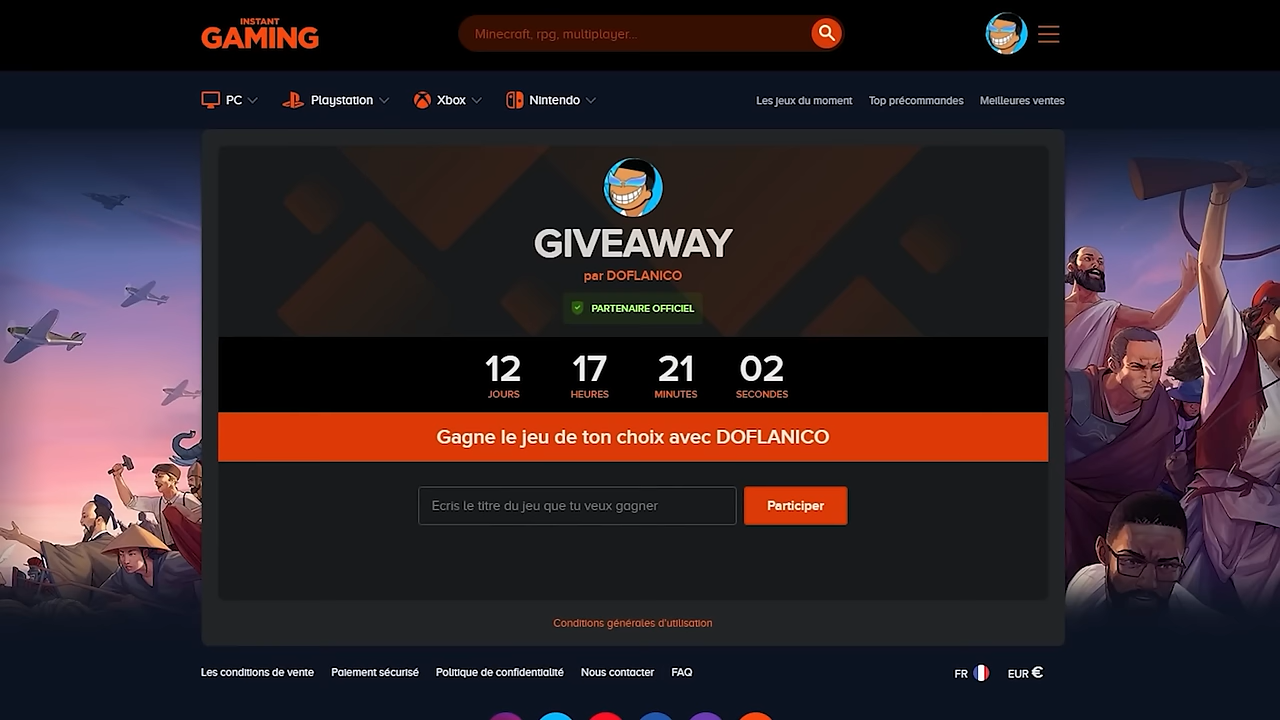 INSTANT
GAMING
Minecraft, rpg, multiplayer...
PC Playstation Xbox Nintendo Les jeux du moment Top précommandes Meilleures ventes
GIVEAWAY
par DOFLANICO
PARTENAIRE OFFICIEL
12 17 21 02
JOURS HEURES MINUTES SECONDES
Gagne le jeu de ton choix avec DOFLANICO
Ecris le titre du jeu que tu veux gagner Participer
Conditions générales d'utilisation
Les conditions de vente Paiement sécurisé Politique de confidentialité Nous contacter FAQ FR EUR €